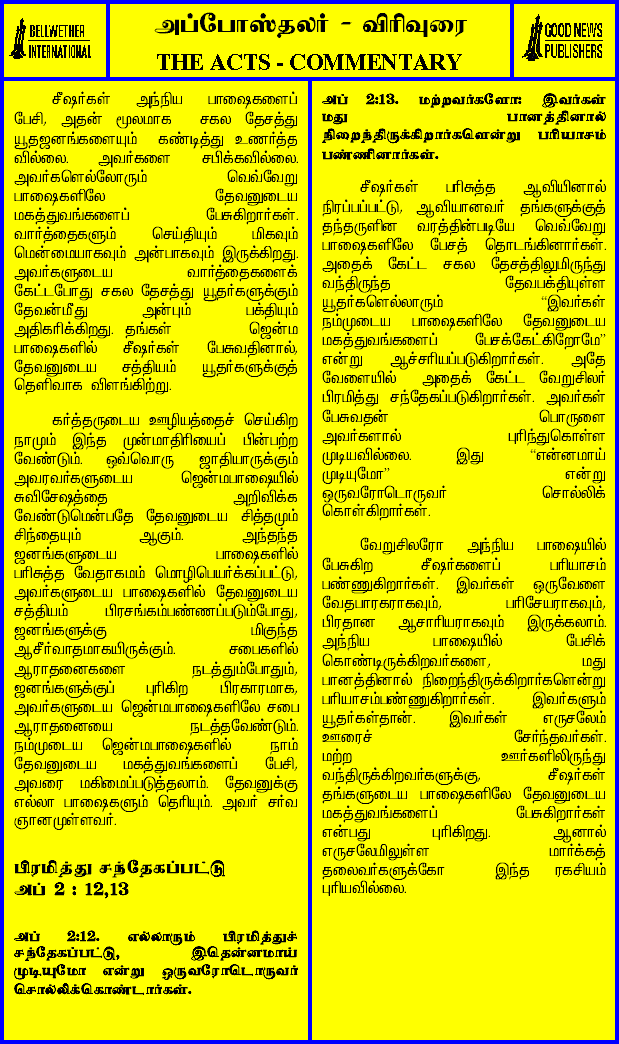 BELLWETHER
INTERNATIONAL
அப்போஸ்தலர் - விரிவுரை
THE ACTS - COMMENTARY
GOOD NEWS
PUBLISHERS
சீஷர்கள் அந்நிய பாஷைகளைப்
பேசி, அதன் மூலமாக சகல தேசத்து
யூதஜனங்களையும் கண்டித்து உணர்த்த
வில்லை. அவர்களை சபிக்கவில்லை.
அவர்களெல்லோரும் வெவ்வேறு
பாஷைகளிலே தேவனுடைய
மகத்துவங்களைப் பேசுகிறார்கள்.
வார்த்தைகளும் செய்தியும் மிகவும்
மென்மையாகவும் அன்பாகவும் இருக்கிறது.
அவர்களுடைய வார்த்தைகளைக்
கேட்டபோது சகல தேசத்து யூதர்களுக்கும்
தேவன்மீது அன்பும் பக்தியும்
அதிகரிக்கிறது. தங்கள் ஜென்ம
பாஷைகளில் சீஷர்கள் பேசுவதினால்,
தேவனுடைய சத்தியம் யூதர்களுக்குத்
தெளிவாக விளங்கிற்று.
கர்த்தருடைய ஊழியத்தைச் செய்கிற
நாமும் இந்த முன்மாதிரியைப் பின்பற்ற
வேண்டும். ஒவ்வொரு ஜாதியாருக்கும்
அவரவர்களுடைய ஜென்மபாஷையில்
சுவிசேஷத்தை அறிவிக்க
வேண்டுமென்பதே தேவனுடைய சித்தமும்
சிந்தையும் ஆகும். அந்தந்த
ஜனங்களுடைய பாஷைகளில்
பரிசுத்த வேதாகமம் மொழிபெயர்க்கப்பட்டு,
அவர்களுடைய பாஷைகளில் தேவனுடைய
சத்தியம் பிரசங்கம்பண்ணப்படும்போது,
ஜனங்களுக்கு மிகுந்த
ஆசீர்வாதமாகயிருக்கும். சபைகளில்
ஆராதனைகளை நடத்தும்போதும்,
ஜனங்களுக்குப் புரிகிற பிரகாரமாக,
அவர்களுடைய ஜென்மபாஷைகளிலே சபை
ஆராதனையை நடத்தவேண்டும்.
நம்முடைய ஜென்மபாஷைகளில் நாம்
தேவனுடைய மகத்துவங்களைப் பேசி,
அவரை மகிமைப்படுத்தலாம். தேவனுக்கு
எல்லா பாஷைகளும் தெரியும். அவர் சர்வ
ஞானமுள்ளவர்.
பிரமித்து சந்தேகப்பட்டு
அப் 2 : 12,13
அப் 2:12. எல்லாரும் பிரமித்துச்
சந்தேகப்பட்டு, இதென்னமாய்
முடியுமோ என்று ஒருவரோடொருவர்
சொல்லிக்கொண்டார்கள்.
அப் 2:13. மற்றவர்களோ: இவர்கள்
மது பானத்தினால்
நிறைந்திருக்கிறார்களென்று பரியாசம்
பண்ணினார்கள்.
சீஷர்கள் பரிசுத்த ஆவியினால்
நிரப்பப்பட்டு, ஆவியானவர் தங்களுக்குத்
தந்தருளின வரத்தின்படியே வெவ்வேறு
பாஷைகளிலே பேசத் தொடங்கினார்கள்.
அதைக் கேட்ட சகல தேசத்திலுமிருந்து
வந்திருந்த தேவபக்தியுள்ள
யூதர்களெல்லாரும் “இவர்கள்
நம்முடைய பாஷைகளிலே தேவனுடைய
மகத்துவங்களைப் பேசக்கேட்கிறோமே”
என்று ஆச்சரியப்படுகிறார்கள். அதே
வேளையில் அதைக் கேட்ட வேறுசிலர்
பிரமித்து சந்தேகப்படுகிறார்கள். அவர்கள்
பேசுவதன் பொருளை
அவர்களால் புரிந்துகொள்ள
முடியவில்லை. இது “என்னமாய்
முடியுமோ” என்று
ஒருவரோடொருவர் சொல்லிக்
கொள்கிறார்கள்.
வேறுசிலரோ அந்நிய பாஷையில்
பேசுகிற சீஷர்களைப் பரியாசம்
பண்ணுகிறார்கள். இவர்கள் ஒருவேளை
வேதபாரகராகவும், பரிசேயராகவும்,
பிரதான ஆசாரியராகவும் இருக்கலாம்.
அந்நிய பாஷையில் பேசிக்
கொண்டிருக்கிறவர்களை, மது
பானத்தினால் நிறைந்திருக்கிறார்களென்று
பரியாசம்பண்ணுகிறார்கள். இவர்களும்
யூதர்கள்தான். இவர்கள் எருசலேம்
ஊரைச் சேர்ந்தவர்கள்.
மற்ற ஊர்களிலிருந்து
வந்திருக்கிறவர்களுக்கு, சீஷர்கள்
தங்களுடைய பாஷைகளிலே தேவனுடைய
மகத்துவங்களைப் பேசுகிறார்கள்
என்பது புரிகிறது. ஆனால்
எருசலேமிலுள்ள மார்க்கத்
தலைவர்களுக்கோ இந்த ரகசியம்
புரியவில்லை.